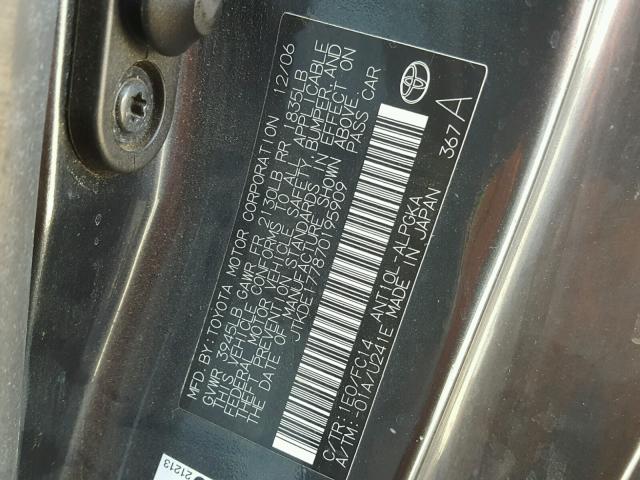 MFD. BY: TOYOTA MOTOR CORPORATION 12/06
GVWR 3945LB GAWR FR 2130LB RR 1835LB
THIS VEHICLE CONFORMS TO ALL APPLICABLE
FEDERAL MOTOR VEHICLE SAFETY, BUMPER, AND
THEFT PREVENTION STANDARDS IN EFFECT ON
THE DATE OF MANUFACTURE SHOWN ABOVE.
JTKDE177870195909 PASS CAR
C/TR: 1E0/FC14 ANT10L-ALPGKA
A/TM: -01A/U241E MADE IN JAPAN 367 A
21213